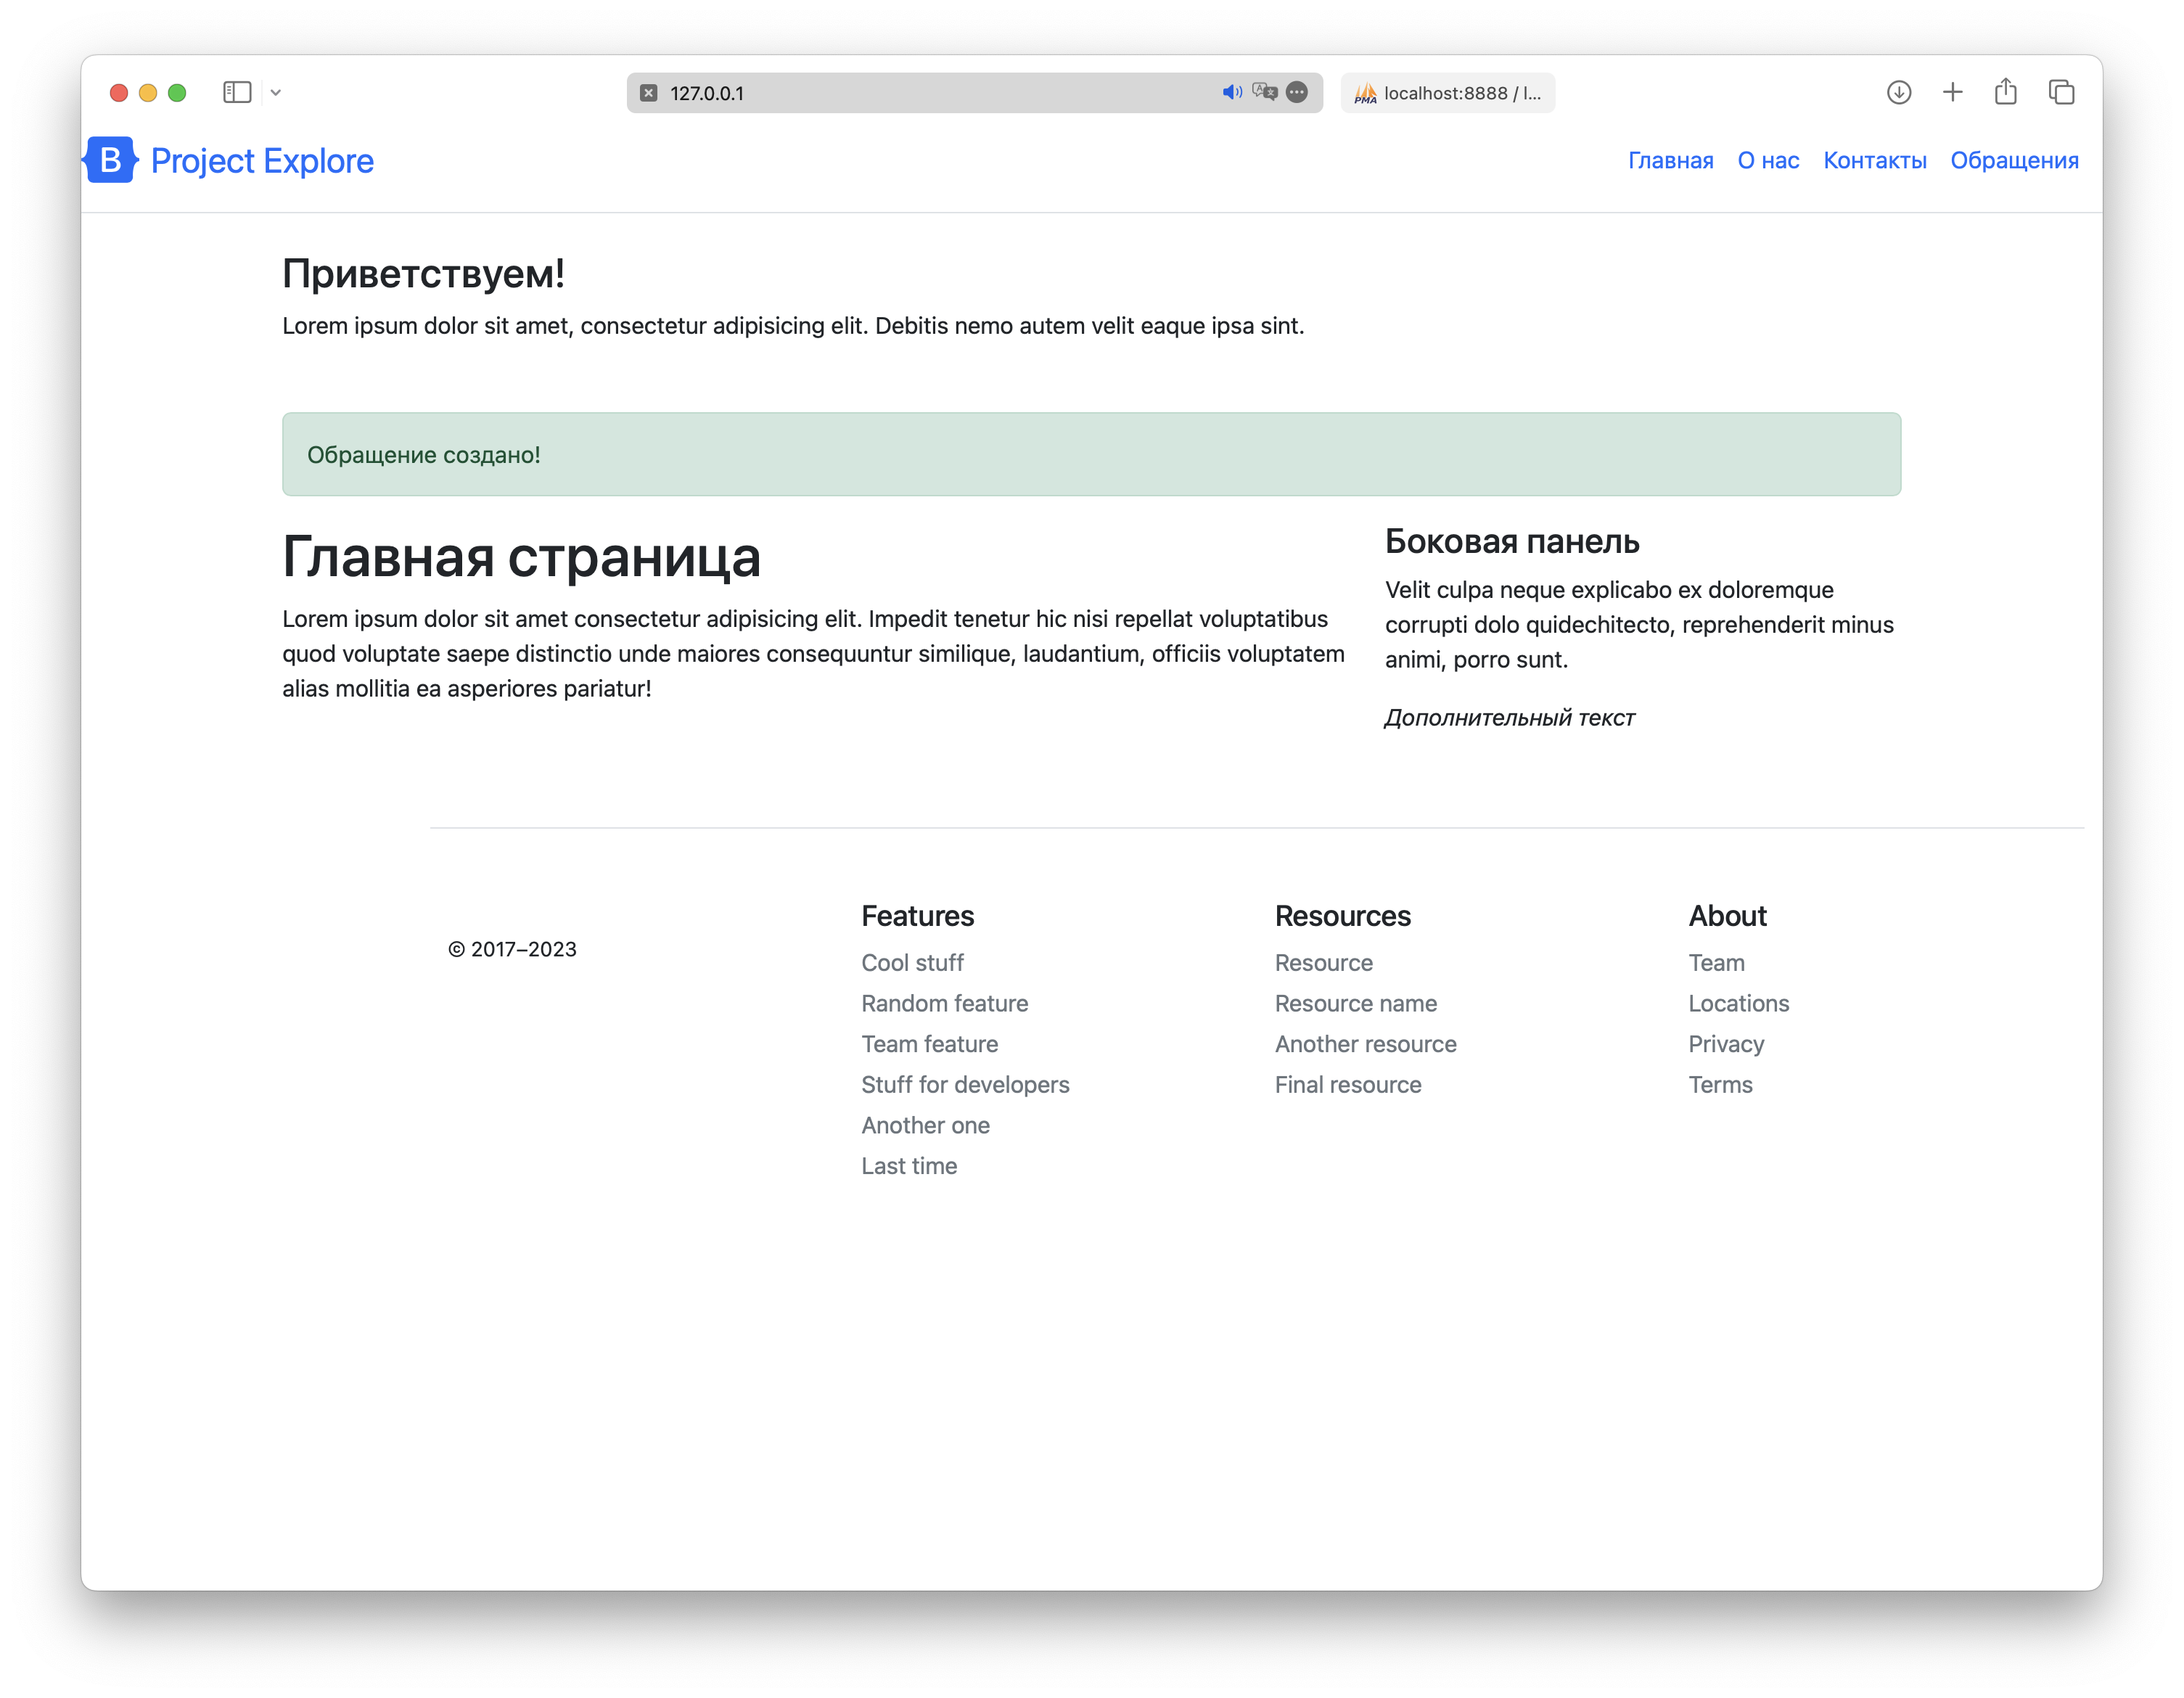 127.0.0.1
PMA localhost:8888 / l...
B Project Explore
Главная О нас Контакты Обращения
Приветствуем!
Lorem ipsum dolor sit amet, consectetur adipisicing elit. Debitis nemo autem velit eaque ipsa sint.
Обращение создано!
Главная страница
Lorem ipsum dolor sit amet consectetur adipisicing elit. Impedit tenetur hic nisi repellat voluptatibus
quod voluptate saepe distinctio unde maiores consequuntur similique, laudantium, officiis voluptatem
alias mollitia ea asperiores pariatur!
Боковая панель
Velit culpa neque explicabo ex doloremque
corrupti dolo quidechitecto, reprehenderit minus
animi, porro sunt.
Дополнительный текст
© 2017–2023
Features
Cool stuff
Random feature
Team feature
Stuff for developers
Another one
Last time
Resources
Resource
Resource name
Another resource
Final resource
About
Team
Locations
Privacy
Terms